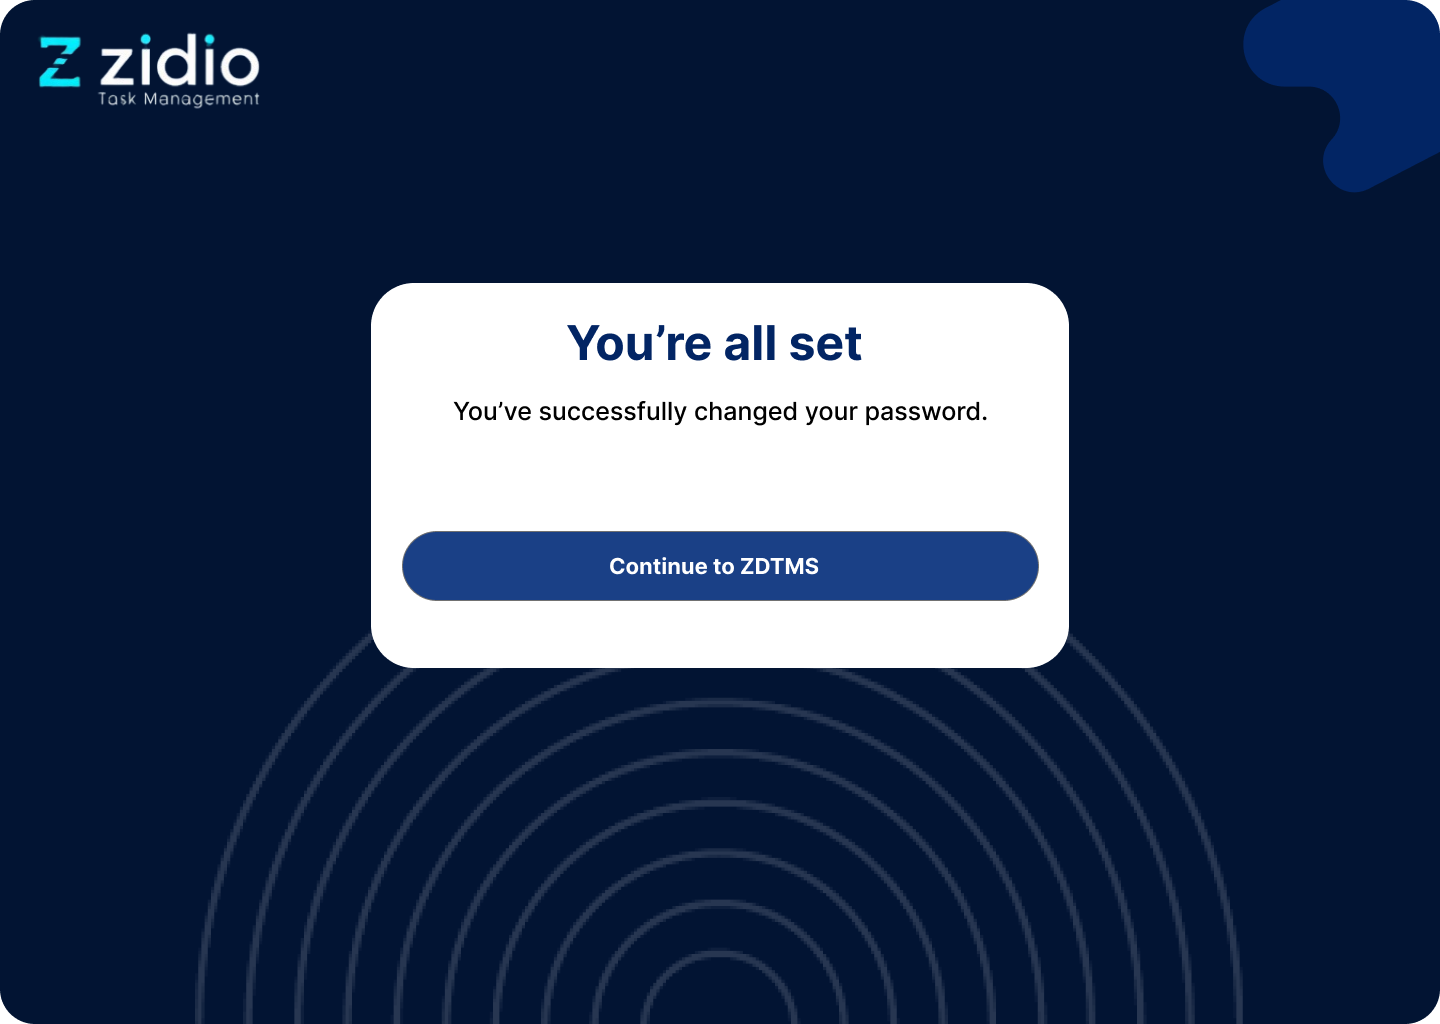 Z zidio
Task Management
You’re all set
You’ve successfully changed your password.
Continue to ZDTMS